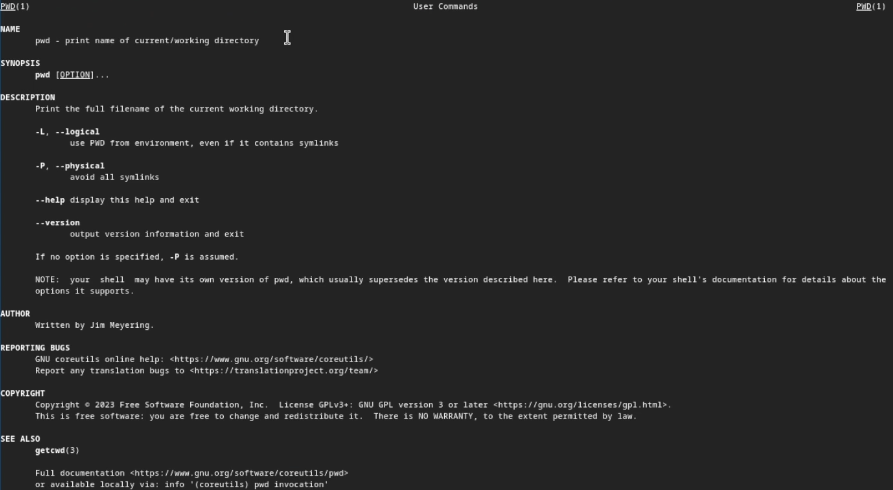 PWD(1) User Commands PWD(1)
NAME
pwd - print name of current/working directory
SYNOPSIS
pwd [OPTION]...
DESCRIPTION
Print the full filename of the current working directory.
-L, --logical
use PWD from environment, even if it contains symlinks
-P, --physical
avoid all symlinks
--help display this help and exit
--version
output version information and exit
If no option is specified, -P is assumed.
NOTE: your shell may have its own version of pwd, which usually supersedes the version described here. Please refer to your shell's documentation for details about the
options it supports.
AUTHOR
Written by Jim Meyering.
REPORTING BUGS
GNU coreutils online help: <https://www.gnu.org/software/coreutils/>
Report any translation bugs to <https://translationproject.org/team/>
COPYRIGHT
Copyright © 2023 Free Software Foundation, Inc. License GPLv3+: GNU GPL version 3 or later <https://gnu.org/licenses/gpl.html>.
This is free software: you are free to change and redistribute it. There is NO WARRANTY, to the extent permitted by law.
SEE ALSO
getcwd(3)
Full documentation <https://www.gnu.org/software/coreutils/pwd>
or available locally via: info '(coreutils) pwd invocation'